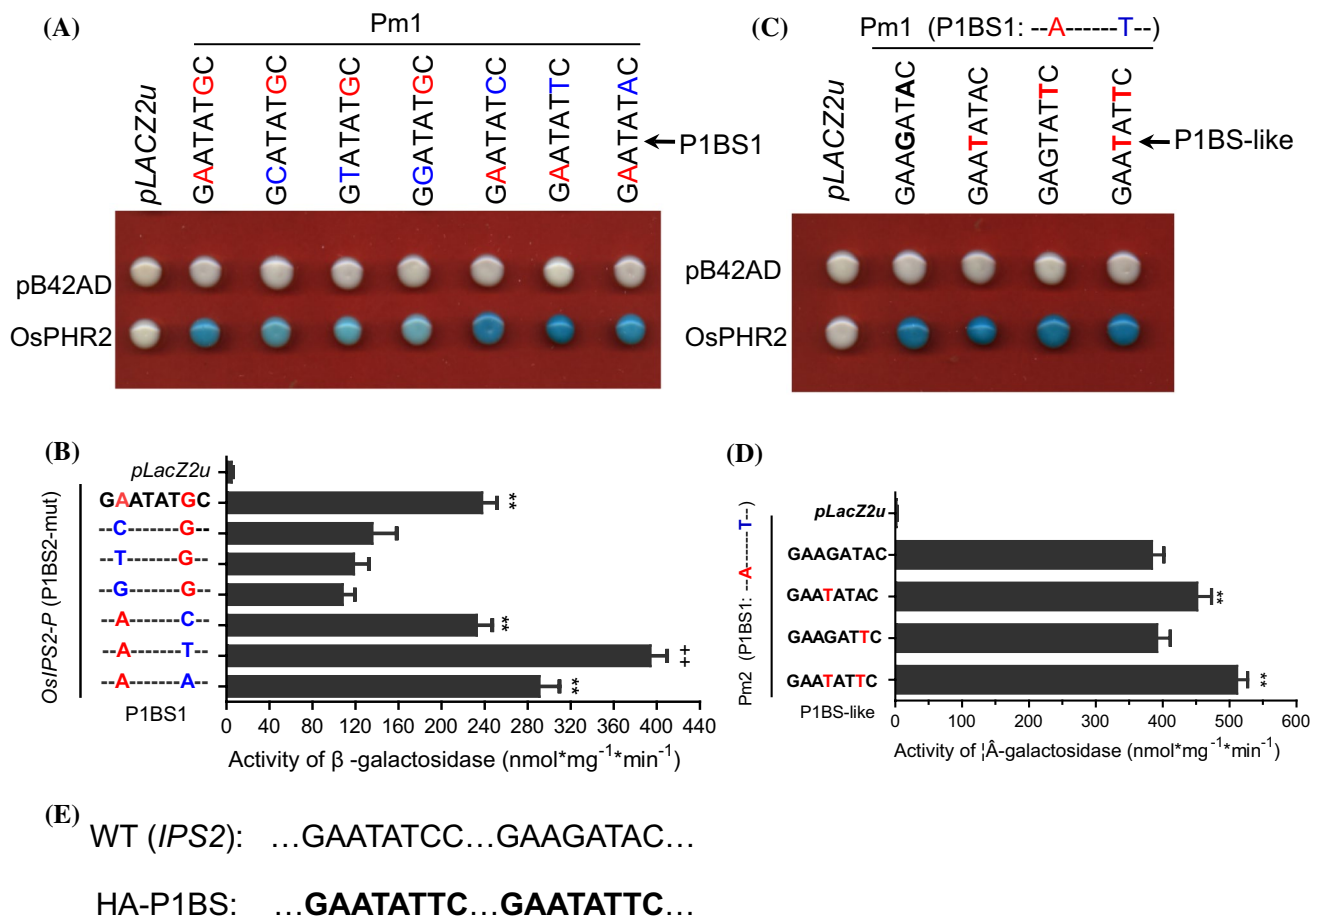 (A)
Pm1
pLACZ2u
GAATATGC
GCATATGC
GTATATGC
GGATATGC
GAATATCC
GAATATTC
GAATATAC
P1BS1
pB42AD
OsPHR2
(C)
Pm1 (P1BS1: --A------T--)
pLACZ2u
GAAGATAC
GAATATAC
GAGTATTC
GAATATTC
P1BS-like
pB42AD
OsPHR2
(B)
OsIPS2-P (P1BS2-mut)
pLacZ2u
GAATATGC
--C--------G--
--T--------G--
--G--------G--
--A--------C--
--A--------T--
--A--------A--
P1BS1
**
**
++
**
0 40 80 120 160 200 240 280 320 360 400 440
Activity of β -galactosidase (nmol*mg-1*min-1)
(D)
Pm2 (P1BS1: --A------T--)
pLacZ2u
GAAGATAC
GAATATAC
GAAGATTC
GAATATTC
P1BS-like
**
**
0 100 200 300 400 500 600
Activity of ¦Â-galactosidase (nmol*mg-1*min-1)
(E)
WT (IPS2): ...GAATATCC...GAAGATAC...
HA-P1BS: ...GAATATTC...GAATATTC...